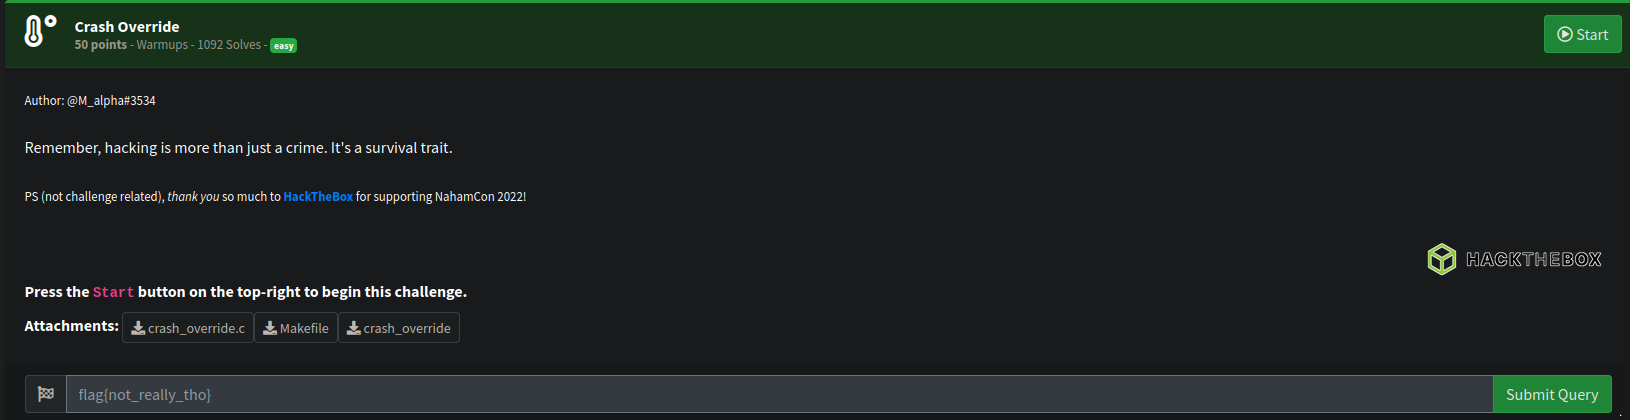 Crash Override
50 points - Warmups - 1092 Solves - easy
Start
Author: @M_alpha#3534
Remember, hacking is more than just a crime. It's a survival trait.
PS (not challenge related), thank you so much to HackTheBox for supporting NahamCon 2022!
HACKTHEBOX
Press the Start button on the top-right to begin this challenge.
Attachments: crash_override.c Makefile crash_override
flag{not_really_tho}
Submit Query